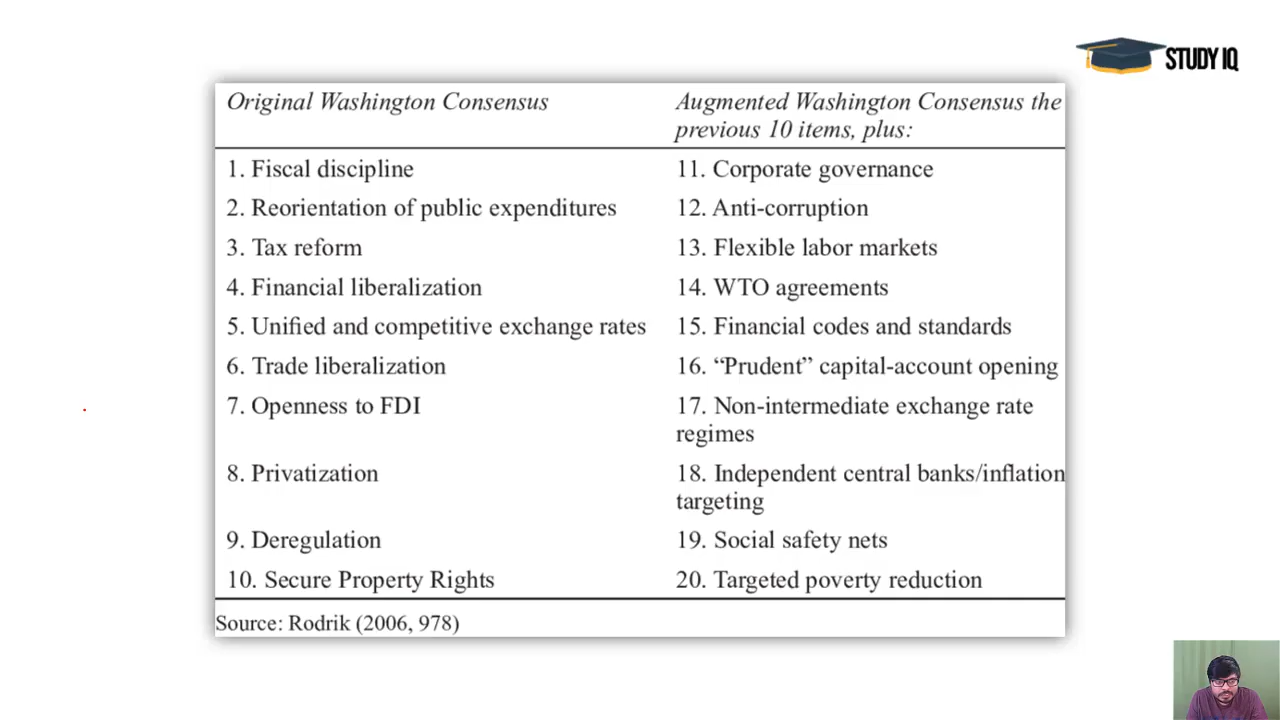 STUDY IQ
Original Washington Consensus
Augmented Washington Consensus the
previous 10 items, plus:
1. Fiscal discipline
11. Corporate governance
2. Reorientation of public expenditures
12. Anti-corruption
3. Tax reform
13. Flexible labor markets
4. Financial liberalization
14. WTO agreements
5. Unified and competitive exchange rates
15. Financial codes and standards
6. Trade liberalization
16. “Prudent” capital-account opening
7. Openness to FDI
17. Non-intermediate exchange rate
regimes
8. Privatization
18. Independent central banks/inflation
targeting
9. Deregulation
19. Social safety nets
10. Secure Property Rights
20. Targeted poverty reduction
Source: Rodrik (2006, 978)